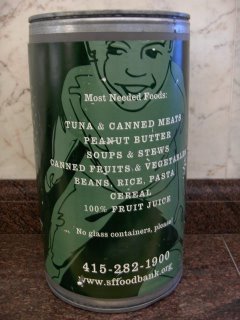 Most Needed Foods:
TUNA & CANNED MEATS
PEANUT BUTTER
SOUPS & STEWS
CANNED FRUITS & VEGETABLES
BEANS, RICE, PASTA
CEREAL
100% FRUIT JUICE
No glass containers, please!
415-282-1900
www.sffoodbank.org